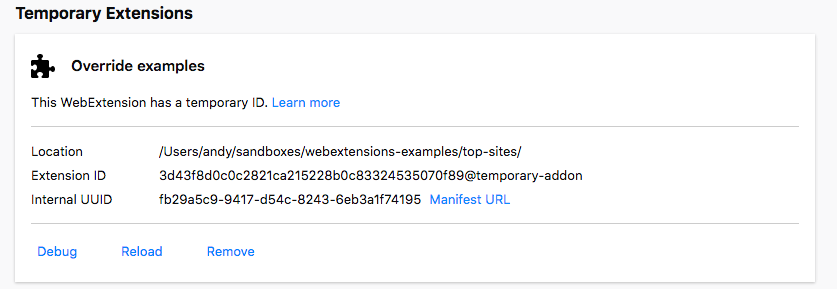 Temporary Extensions
Override examples
This WebExtension has a temporary ID. Learn more
Location /Users/andy/sandboxes/webextensions-examples/top-sites/
Extension ID 3d43f8d0c0c2821ca215228b0c83324535070f89@temporary-addon
Internal UUID fb29a5c9-9417-d54c-8243-6eb3a1f74195 Manifest URL
Debug Reload Remove